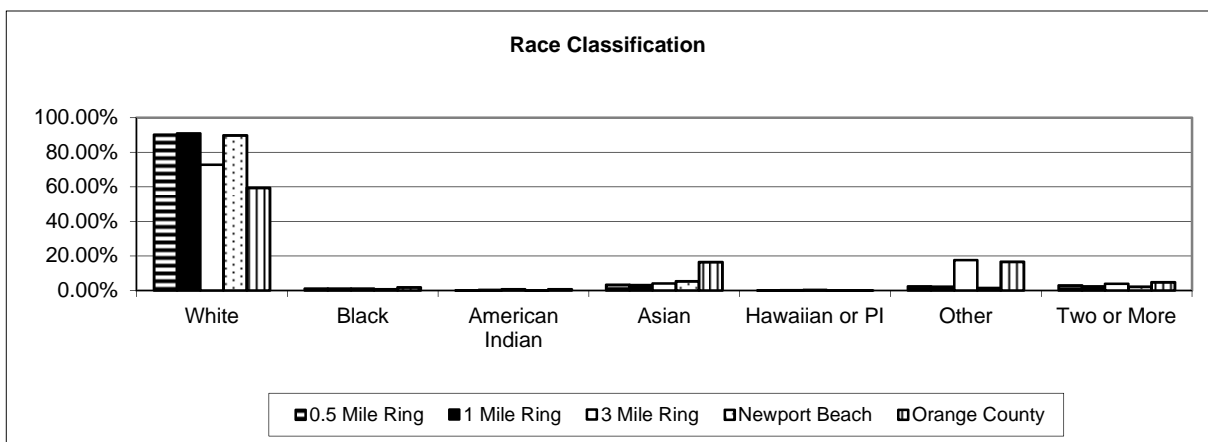 Race Classification
100.00%
80.00%
60.00%
40.00%
20.00%
0.00%
White Black American Asian Hawaiian or PI Other Two or More
Indian
0.5 Mile Ring 1 Mile Ring 3 Mile Ring Newport Beach Orange County